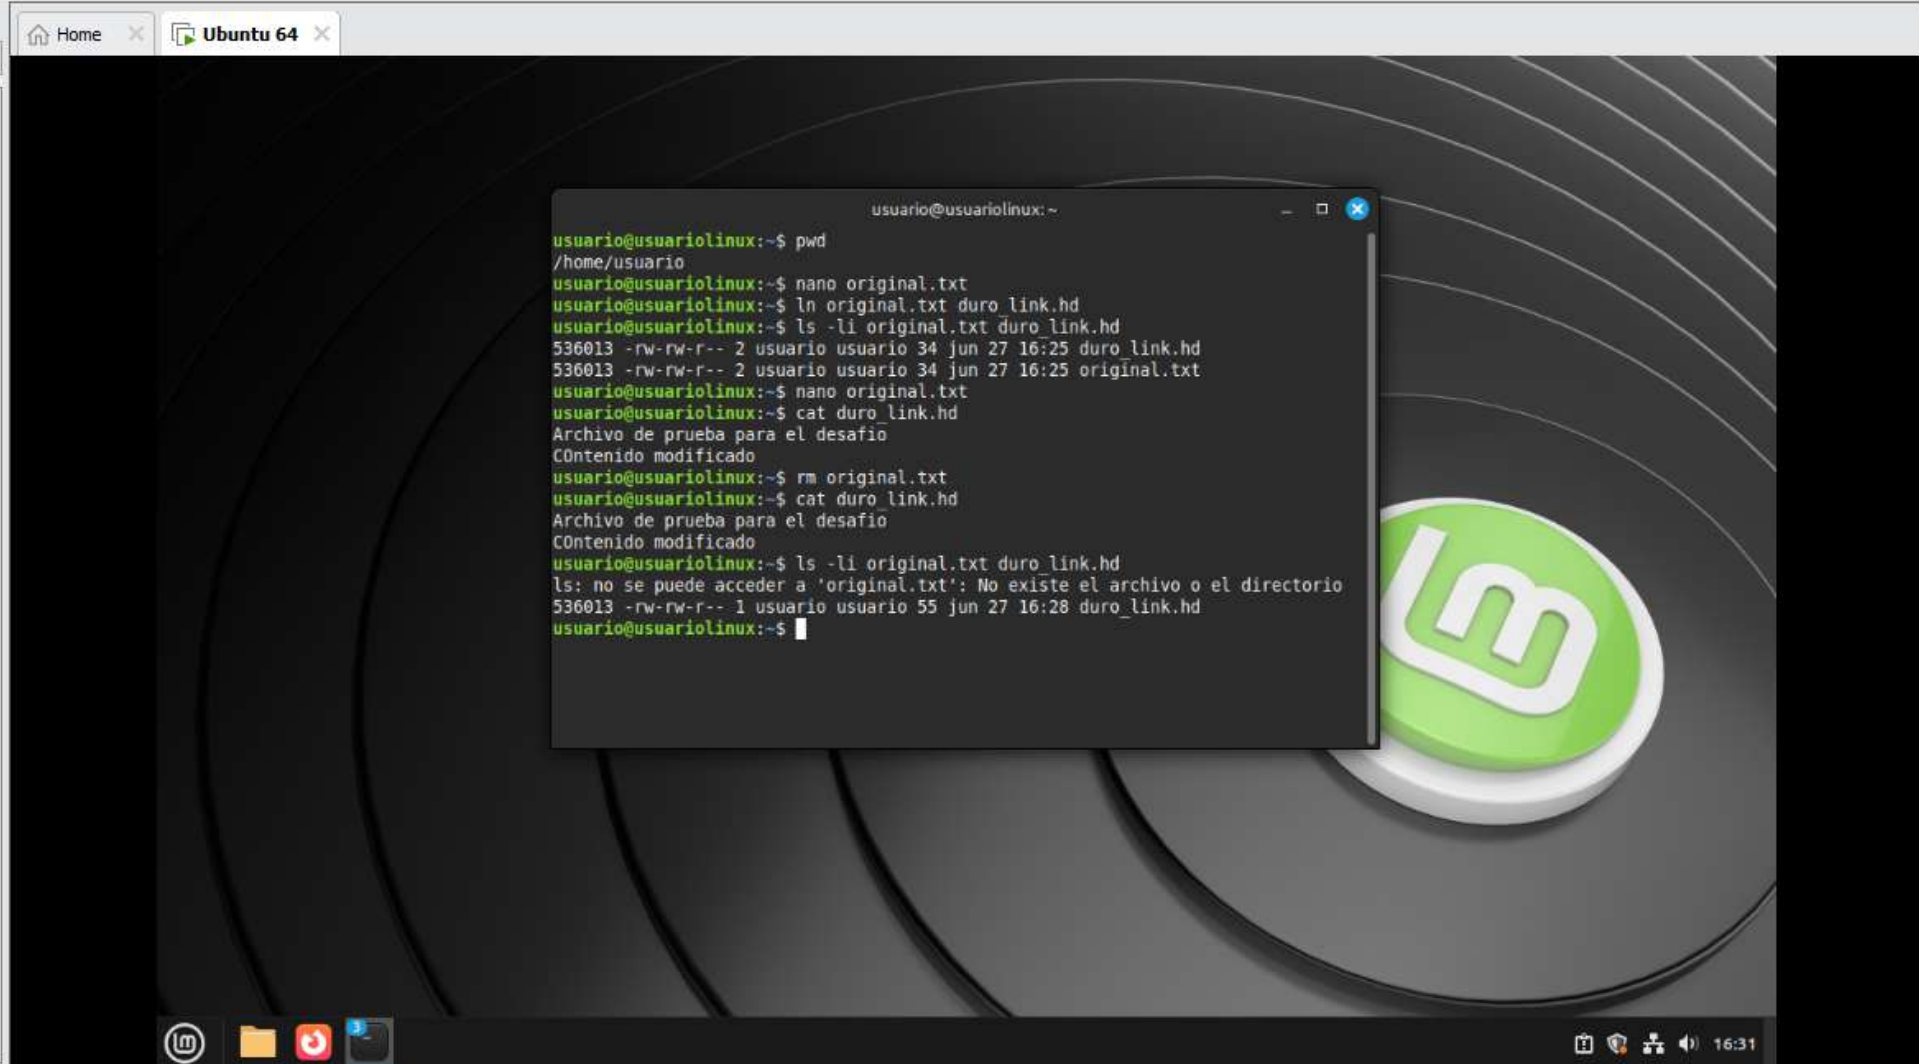 Home
Ubuntu 64
usuario@usuariolinux: ~
usuario@usuariolinux:~$ pwd
/home/usuario
usuario@usuariolinux:~$ nano original.txt
usuario@usuariolinux:~$ ln original.txt duro_link.hd
usuario@usuariolinux:~$ ls -li original.txt duro_link.hd
536013 -rw-rw-r-- 2 usuario usuario 34 jun 27 16:25 duro_link.hd
536013 -rw-rw-r-- 2 usuario usuario 34 jun 27 16:25 original.txt
usuario@usuariolinux:~$ nano original.txt
usuario@usuariolinux:~$ cat duro_link.hd
Archivo de prueba para el desafio
COntenido modificado
usuario@usuariolinux:~$ rm original.txt
usuario@usuariolinux:~$ cat duro_link.hd
Archivo de prueba para el desafio
COntenido modificado
usuario@usuariolinux:~$ ls -li original.txt duro_link.hd
ls: no se puede acceder a 'original.txt': No existe el archivo o el directorio
536013 -rw-rw-r-- 1 usuario usuario 55 jun 27 16:28 duro_link.hd
usuario@usuariolinux:~$
3
16:31